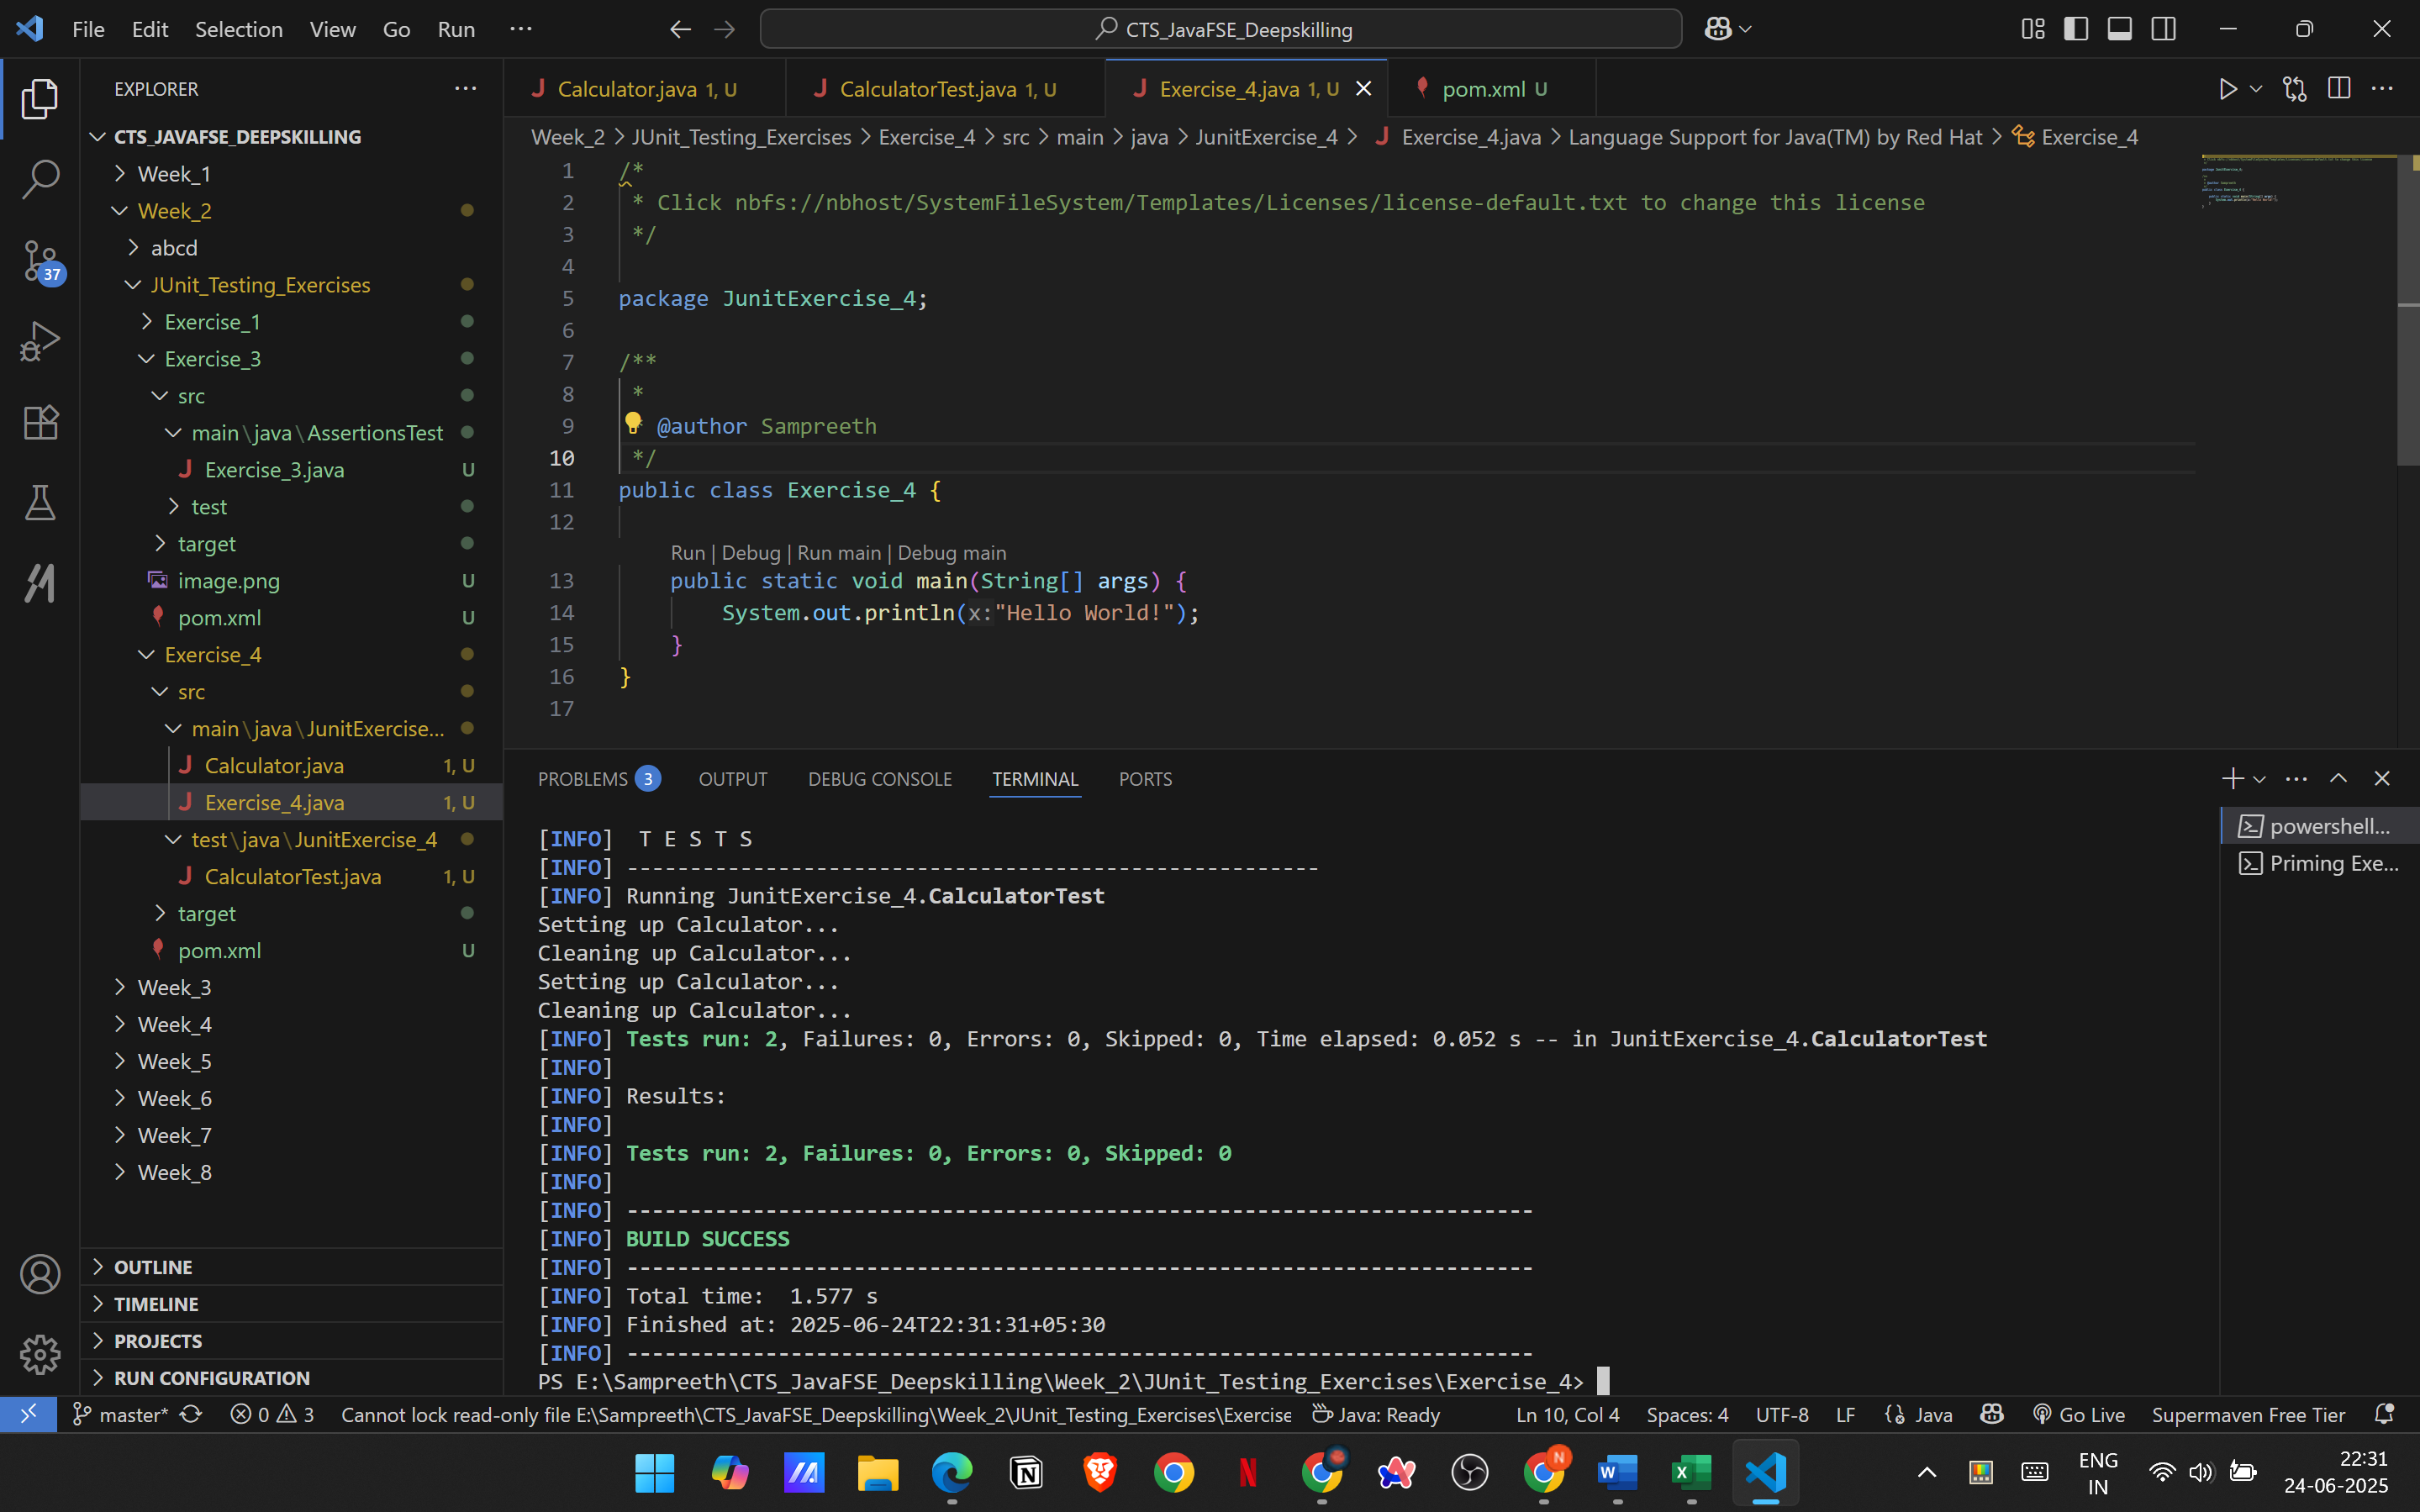 File Edit Selection View Go Run ···
CTS_JavaFSE_Deepskilling
EXPLORER
CTS_JAVAFSE_DEEPSKILLING
Week_1
Week_2
abcd
JUnit_Testing_Exercises
Exercise_1
Exercise_3
src
main\java\AssertionsTest
Exercise_3.java U
test
target
image.png U
pom.xml U
Exercise_4
src
main\java\JunitExercise...
Calculator.java 1, U
Exercise_4.java 1, U
test\java\JunitExercise_4
CalculatorTest.java 1, U
target
pom.xml U
Week_3
Week_4
Week_5
Week_6
Week_7
Week_8
OUTLINE
TIMELINE
PROJECTS
RUN CONFIGURATION
37
Calculator.java 1, U CalculatorTest.java 1, U Exercise_4.java 1, U pom.xml U
Week_2 > JUnit_Testing_Exercises > Exercise_4 > src > main > java > JunitExercise_4 > Exercise_4.java > Language Support for Java(TM) by Red Hat > Exercise_4
1 /*
2 * Click nbfs://nbhost/SystemFileSystem/Templates/Licenses/license-default.txt to change this license
3 */
4
5 package JunitExercise_4;
6
7 /**
8 *
9 @author Sampreeth
10 */
11 public class Exercise_4 {
12
Run | Debug | Run main | Debug main
13 public static void main(String[] args) {
14 System.out.println(x:"Hello World!");
15 }
16 }
17
PROBLEMS 3 OUTPUT DEBUG CONSOLE TERMINAL PORTS
powershell...
Priming Exe...
[INFO] T E S T S
[INFO] -------------------------------------------------------
[INFO] Running JunitExercise_4.CalculatorTest
Setting up Calculator...
Cleaning up Calculator...
Setting up Calculator...
Cleaning up Calculator...
[INFO] Tests run: 2, Failures: 0, Errors: 0, Skipped: 0, Time elapsed: 0.052 s -- in JunitExercise_4.CalculatorTest
[INFO]
[INFO] Results:
[INFO]
[INFO] Tests run: 2, Failures: 0, Errors: 0, Skipped: 0
[INFO]
[INFO] ------------------------------------------------------------------------
[INFO] BUILD SUCCESS
[INFO] ------------------------------------------------------------------------
[INFO] Total time:  1.577 s
[INFO] Finished at: 2025-06-24T22:31:31+05:30
[INFO] ------------------------------------------------------------------------
PS E:\Sampreeth\CTS_JavaFSE_Deepskilling\Week_2\JUnit_Testing_Exercises\Exercise_4>
master* 0 3 Cannot lock read-only file E:\Sampreeth\CTS_JavaFSE_Deepskilling\Week_2\JUnit_Testing_Exercises\Exercise Java: Ready Ln 10, Col 4 Spaces: 4 UTF-8 LF Java Go Live Supermaven Free Tier
ENG
IN
22:31
24-06-2025